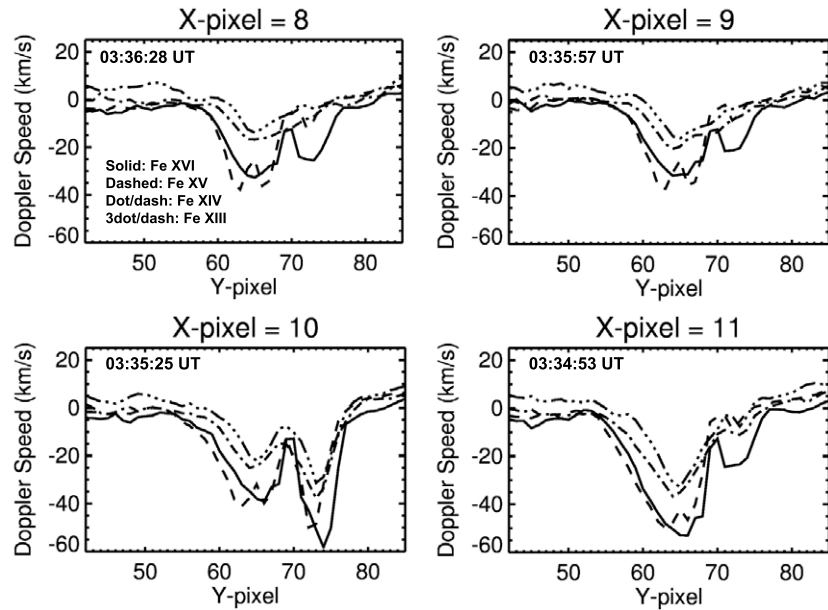 X-pixel = 8
20
0
-20
-40
-60
Doppler Speed (km/s)
03:36:28 UT
Solid: Fe XVI
Dashed: Fe XV
Dot/dash: Fe XIV
3dot/dash: Fe XIII
50 60 70 80
Y-pixel
X-pixel = 9
20
0
-20
-40
-60
Doppler Speed (km/s)
03:35:57 UT
50 60 70 80
Y-pixel
X-pixel = 10
20
0
-20
-40
-60
Doppler Speed (km/s)
03:35:25 UT
50 60 70 80
Y-pixel
X-pixel = 11
20
0
-20
-40
-60
Doppler Speed (km/s)
03:34:53 UT
50 60 70 80
Y-pixel